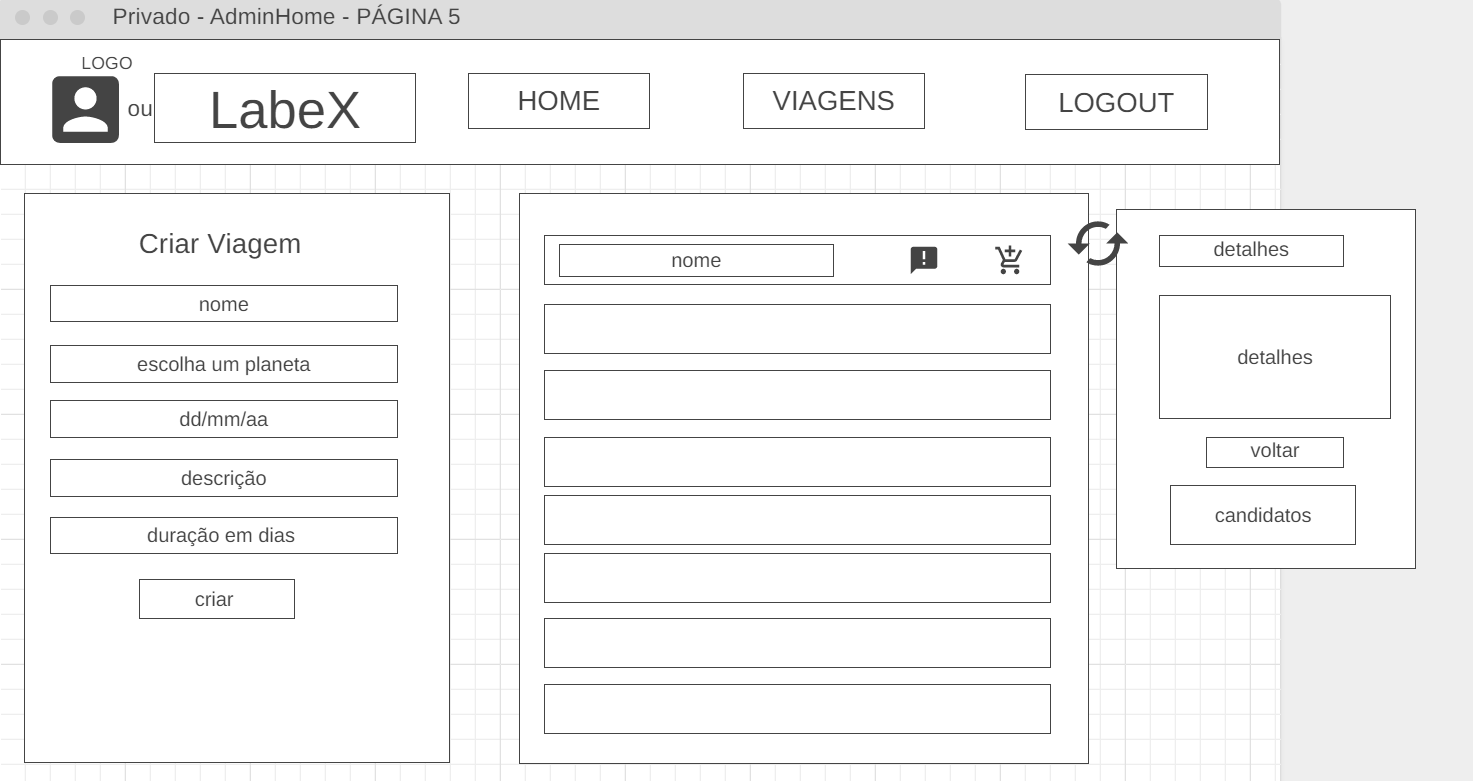 Privado - AdminHome - PÁGINA 5
LOGO
ou
LabeX
HOME
VIAGENS
LOGOUT
Criar Viagem
nome
escolha um planeta
dd/mm/aa
descrição
duração em dias
criar
nome
detalhes
detalhes
voltar
candidatos